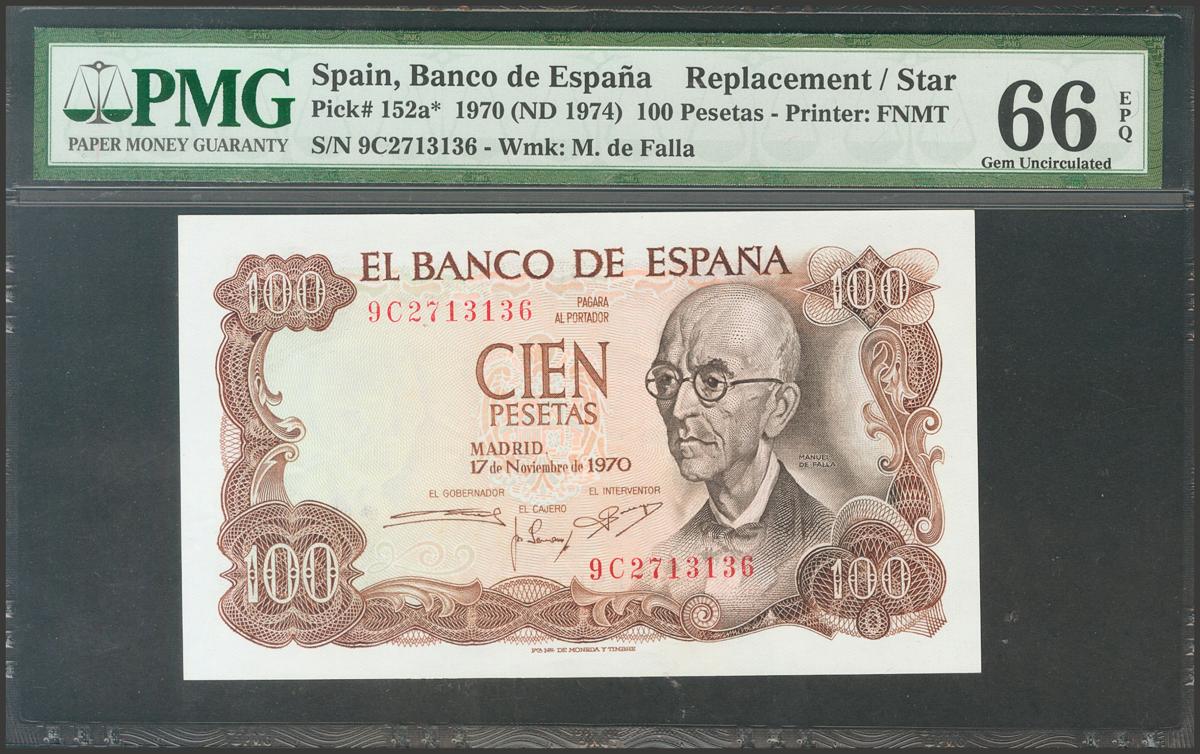 PMG
PAPER MONEY GUARANTY
Spain, Banco de España Replacement / Star
Pick# 152a* 1970 (ND 1974) 100 Pesetas - Printer: FNMT
S/N 9C2713136 - Wmk: M. de Falla
66
EPQ
Gem Uncirculated
100
EL BANCO DE ESPAÑA
100
9C2713136
PAGARA
AL PORTADOR
CIEN
PESETAS
MADRID
17 de Noviembre de 1970
MANUEL
DE FALLA
EL GOBERNADOR
EL INTERVENTOR
EL CAJERO
9C2713136
100
100
DE MONEDA Y TIMBRE